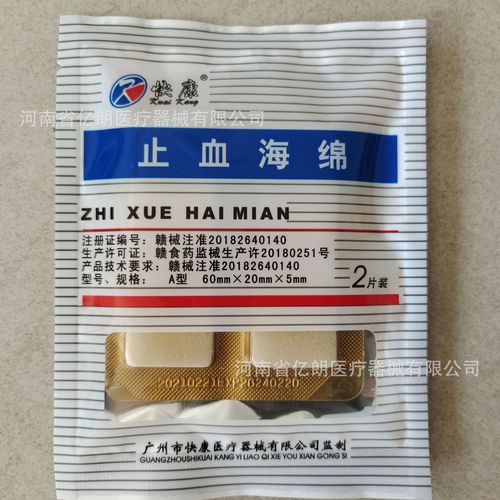 快康®
Kwai Kang
河南省亿朗医疗器械有限公司
止血海绵
ZHI XUE HAI MIAN
注册证编号：赣械注准20182640140
生产许可证：赣食药监械生产许20180251号
产品技术要求：赣械注准20182640140
型号、规格： A型 60mm×20mm×5mm
2片装
河南省亿朗医疗器械有限公司
20210221EXP20240220
广州市快康医疗器械有限公司监制
GUANGZHOUSHIKUAI KANG YI LIAO QI XIE YOU XIAN GONG SI